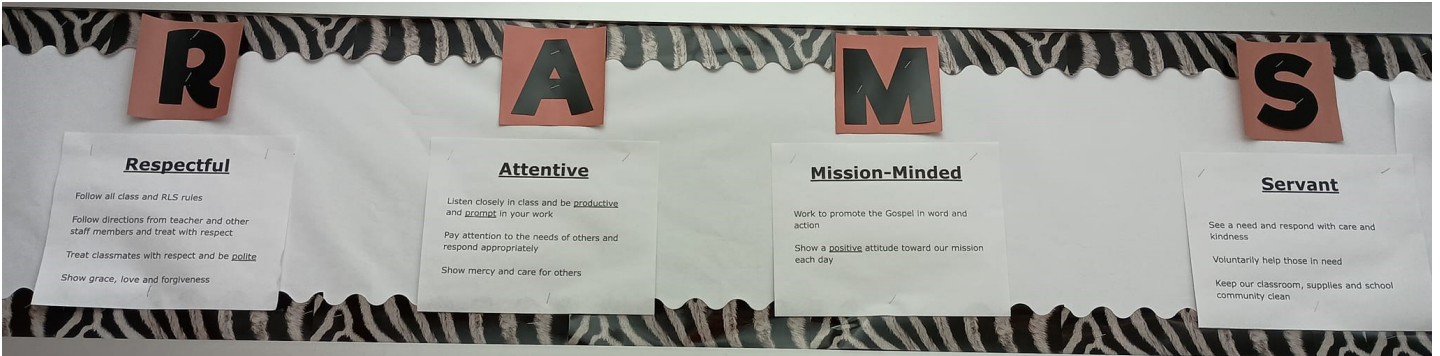 R
Respectful
Follow all class and RLS rules
Follow directions from teacher and other
staff members and treat with respect
Treat classmates with respect and be polite
Show grace, love and forgiveness
A
Attentive
Listen closely in class and be productive
and prompt in your work
Pay attention to the needs of others and
respond appropriately
Show mercy and care for others
M
Mission-Minded
Work to promote the Gospel in word and
action
Show a positive attitude toward our mission
each day
S
Servant
See a need and respond with care and
kindness
Voluntarily help those in need
Keep our classroom, supplies and school
community clean